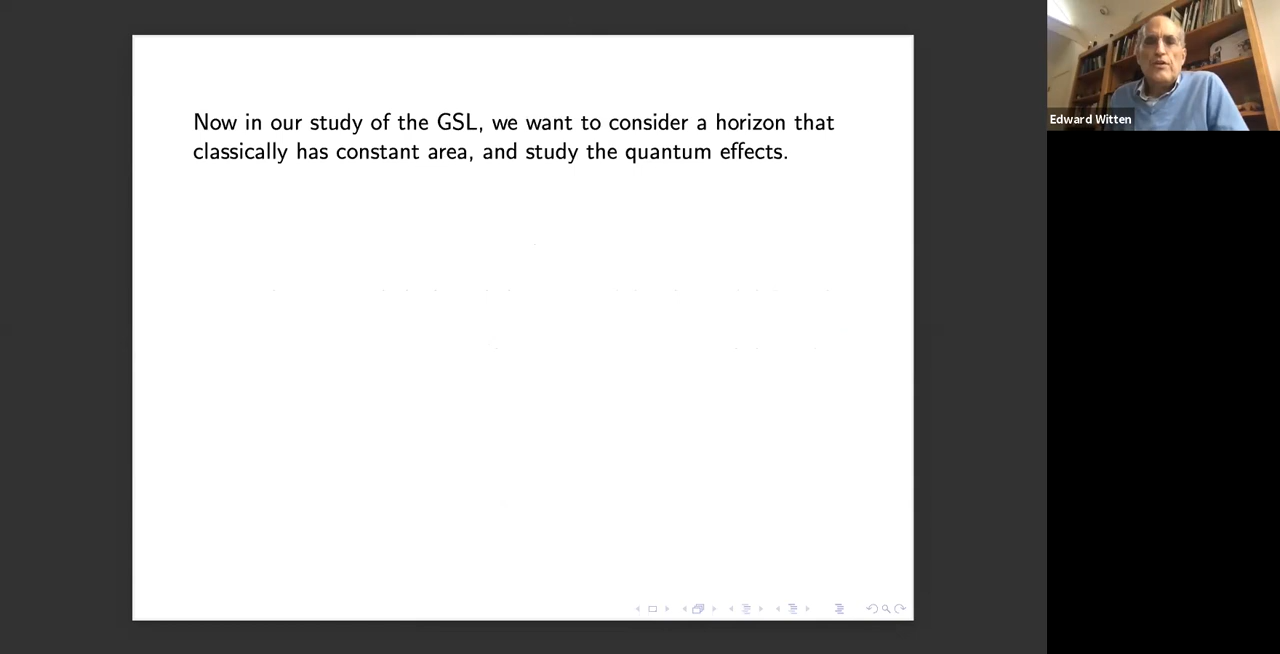 Now in our study of the GSL, we want to consider a horizon that
classically has constant area, and study the quantum effects.
Edward Witten